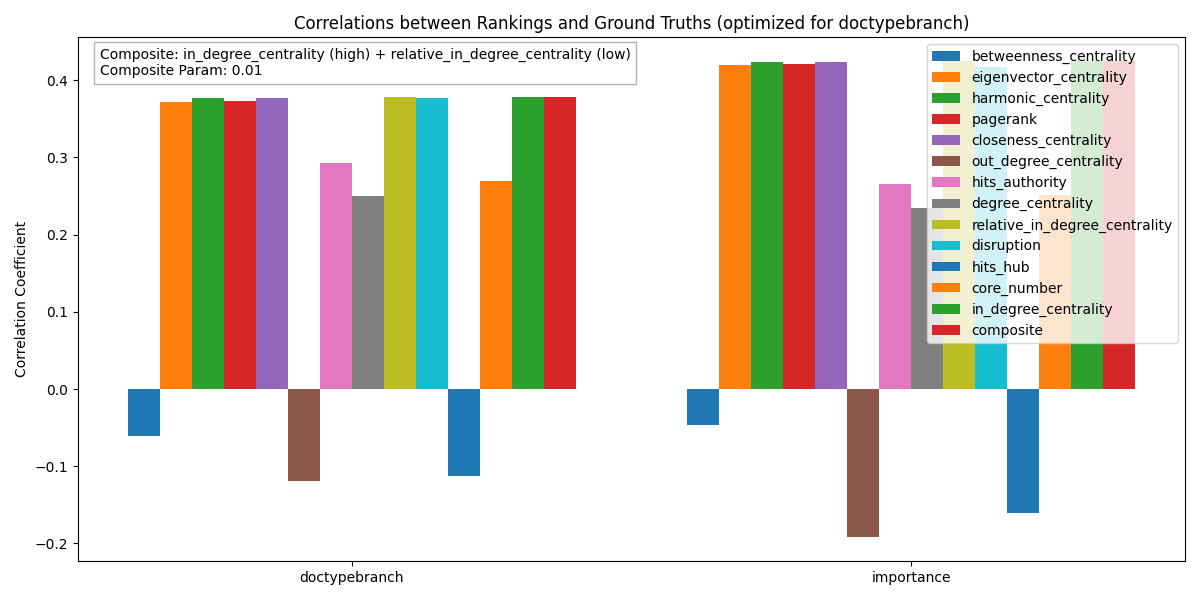 Correlations between Rankings and Ground Truths (optimized for doctypebranch)
Composite: in_degree_centrality (high) + relative_in_degree_centrality (low)
Composite Param: 0.01
betweenness_centrality
eigenvector_centrality
harmonic_centrality
pagerank
closeness_centrality
out_degree_centrality
hits_authority
degree_centrality
relative_in_degree_centrality
disruption
hits_hub
core_number
in_degree_centrality
composite
Correlation Coefficient
0.4
0.3
0.2
0.1
0.0
−0.1
−0.2
doctypebranch
importance